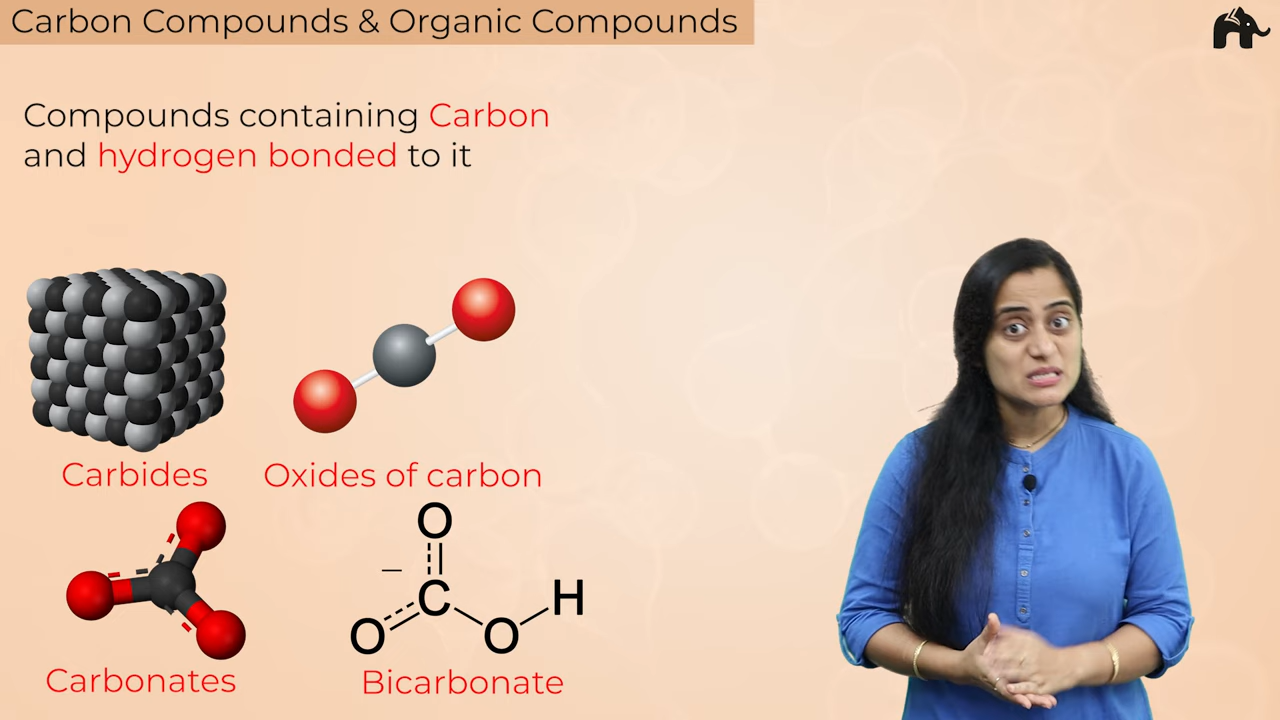 Carbon Compounds & Organic Compounds
Compounds containing Carbon
and hydrogen bonded to it
Carbides
Oxides of carbon
O
–
C
H
O
O
Carbonates
Bicarbonate